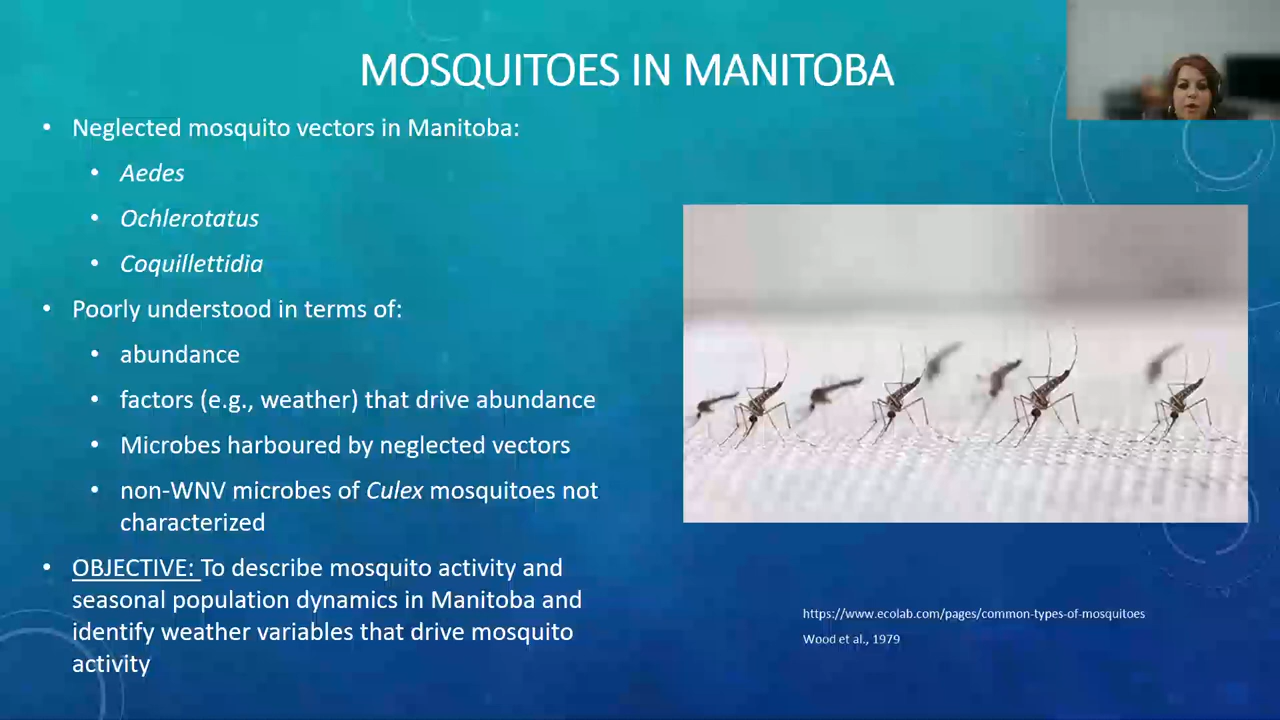 MOSQUITOES IN MANITOBA
• Neglected mosquito vectors in Manitoba:
• Aedes
• Ochlerotatus
• Coquillettidia
• Poorly understood in terms of:
• abundance
• factors (e.g., weather) that drive abundance
• Microbes harboured by neglected vectors
• non-WNV microbes of Culex mosquitoes not
characterized
• OBJECTIVE: To describe mosquito activity and
seasonal population dynamics in Manitoba and
identify weather variables that drive mosquito
activity
https://www.ecolab.com/pages/common-types-of-mosquitoes
Wood et al., 1979